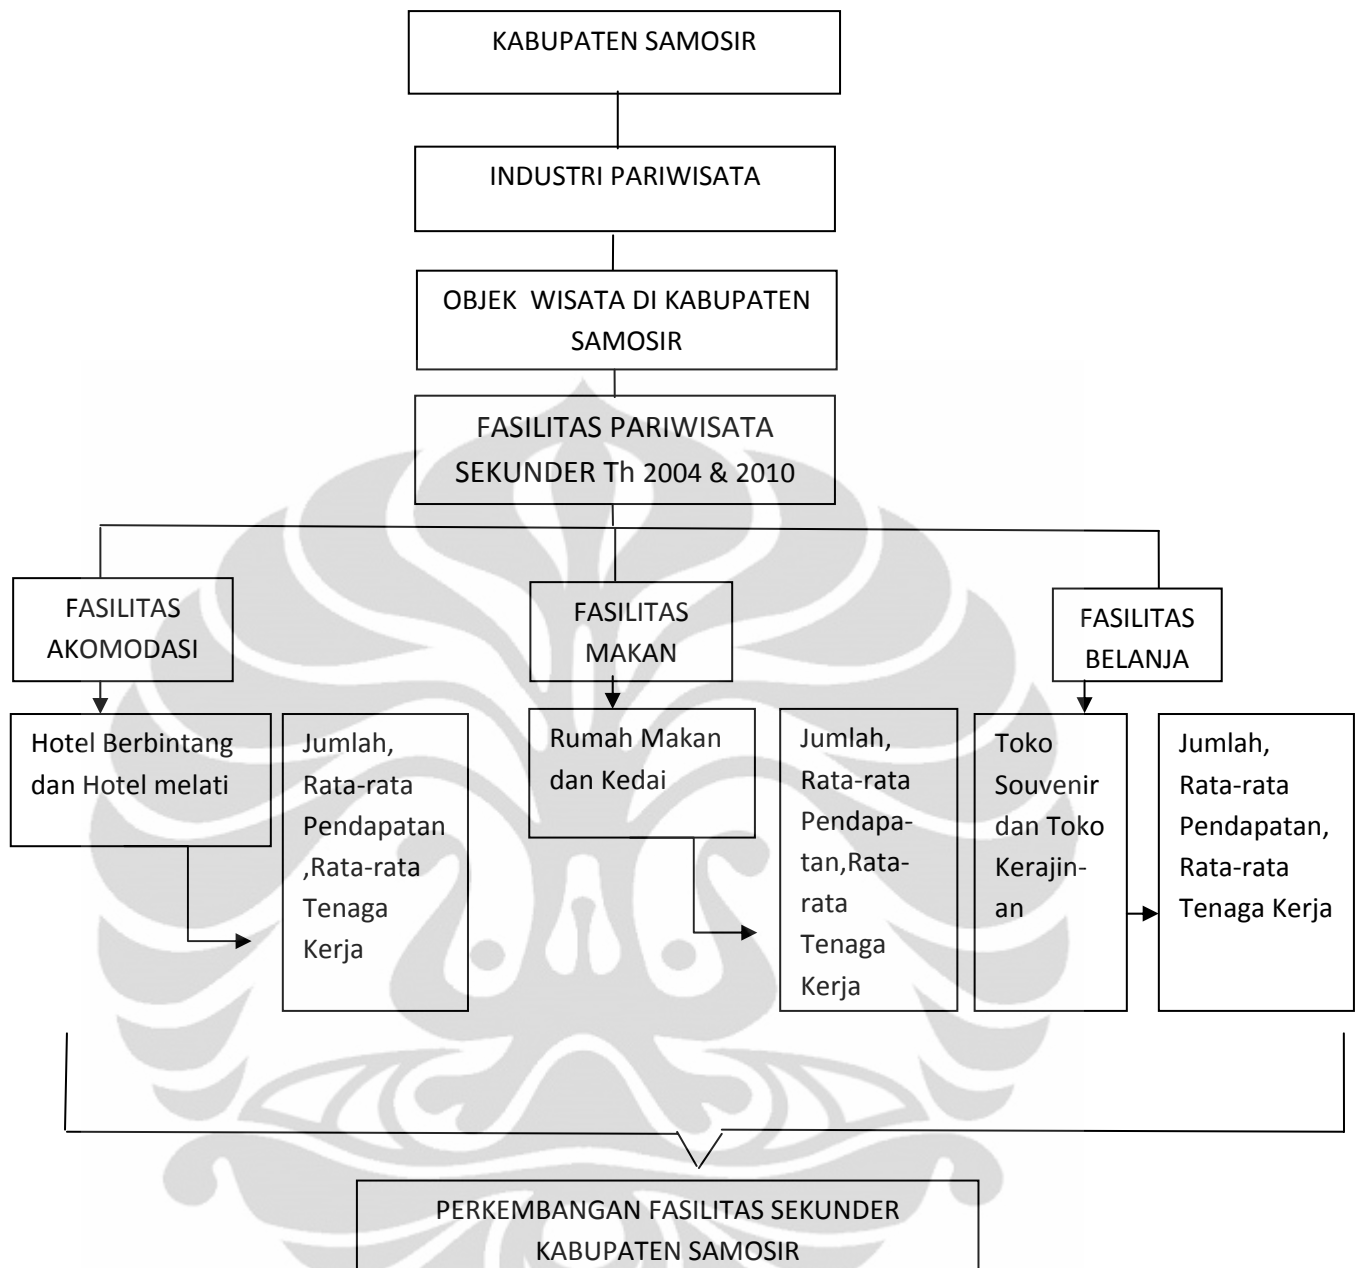 KABUPATEN SAMOSIR
INDUSTRI PARIWISATA
OBJEK WISATA DI KABUPATEN
SAMOSIR
FASILITAS PARIWISATA
SEKUNDER Th 2004 & 2010
FASILITAS
AKOMODASI
FASILITAS
MAKAN
FASILITAS
BELANJA
Hotel Berbintang
dan Hotel melati
Jumlah,
Rata-rata
Pendapatan
,Rata-rata
Tenaga
Kerja
Rumah Makan
dan Kedai
Jumlah,
Rata-rata
Pendapa-
tan,Rata-
rata
Tenaga
Kerja
Toko
Souvenir
dan Toko
Kerajin-
an
Jumlah,
Rata-rata
Pendapatan,
Rata-rata
Tenaga Kerja
PERKEMBANGAN FASILITAS SEKUNDER
KABUPATEN SAMOSIR